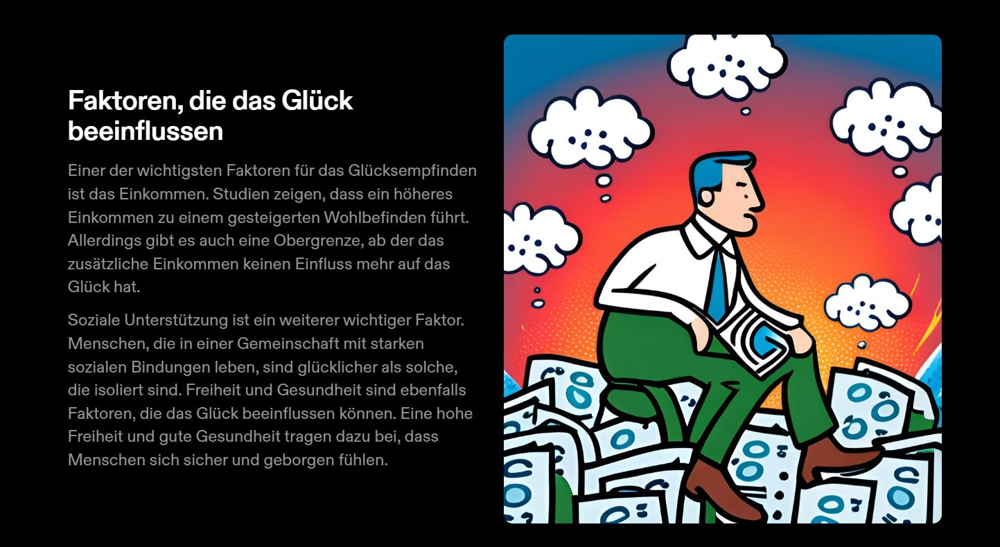 Faktoren, die das Glück
beeinflussen
Einer der wichtigsten Faktoren für das Glücksempfinden
ist das Einkommen. Studien zeigen, dass ein höheres
Einkommen zu einem gesteigerten Wohlbefinden führt.
Allerdings gibt es auch eine Obergrenze, ab der das
zusätzliche Einkommen keinen Einfluss mehr auf das
Glück hat.
Soziale Unterstützung ist ein weiterer wichtiger Faktor.
Menschen, die in einer Gemeinschaft mit starken
sozialen Bindungen leben, sind glücklicher als solche,
die isoliert sind. Freiheit und Gesundheit sind ebenfalls
Faktoren, die das Glück beeinflussen können. Eine hohe
Freiheit und gute Gesundheit tragen dazu bei, dass
Menschen sich sicher und geborgen fühlen.